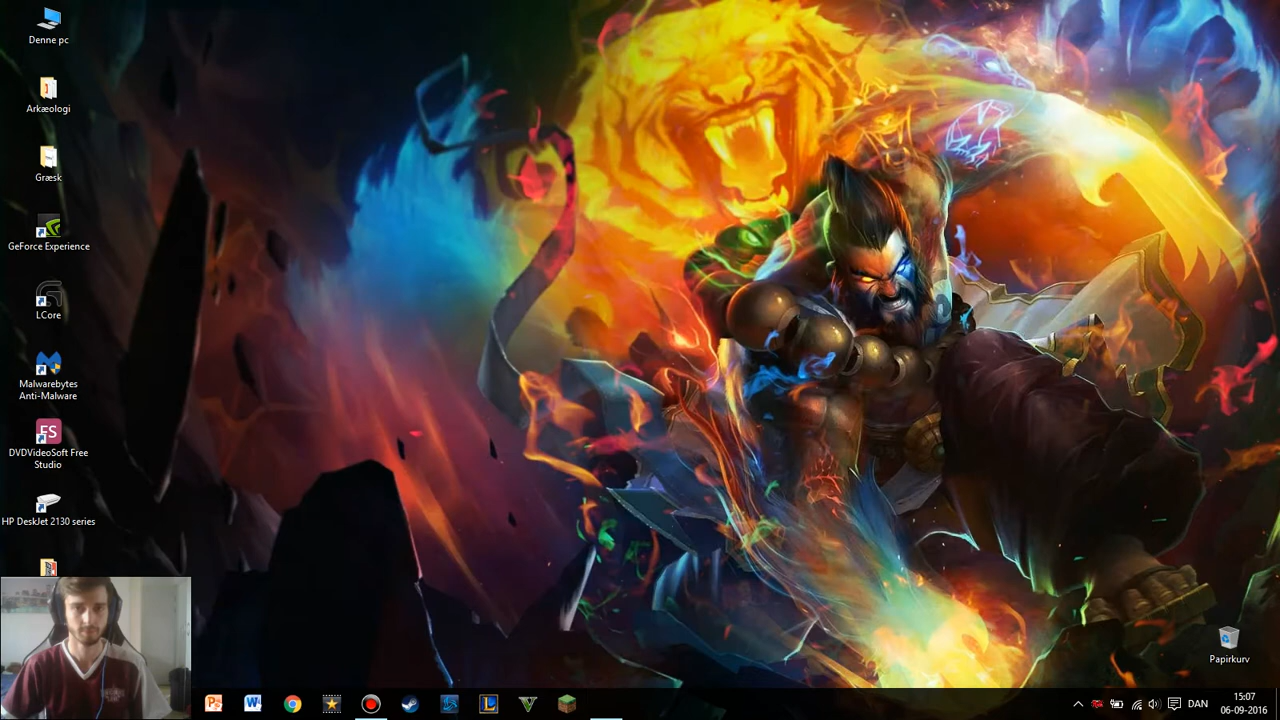 Denne pc
Arkæologi
Græsk
GeForce Experience
LCore
Malwarebytes
Anti-Malware
FS
DVDVideoSoft Free
Studio
HP DeskJet 2130 series
Papirkurv
DAN
15:07
06-09-2016